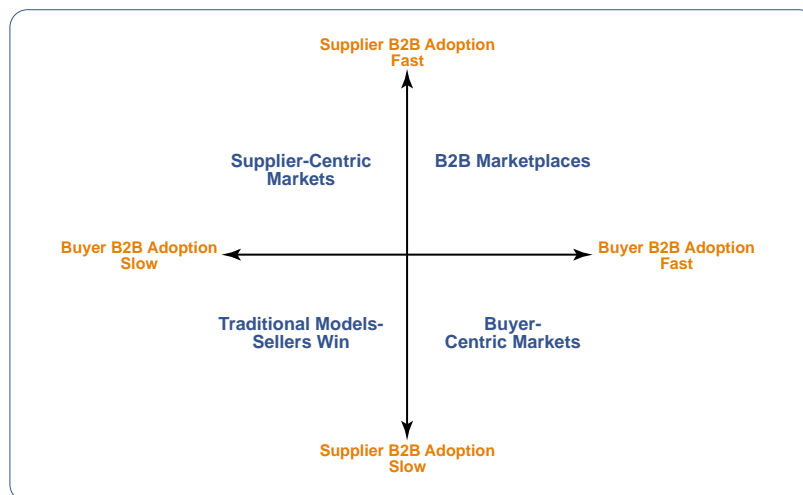 Supplier B2B Adoption
Fast
Supplier-Centric
Markets
B2B Marketplaces
Buyer B2B Adoption
Slow
Buyer B2B Adoption
Fast
Traditional Models-
Sellers Win
Buyer-
Centric Markets
Supplier B2B Adoption
Slow